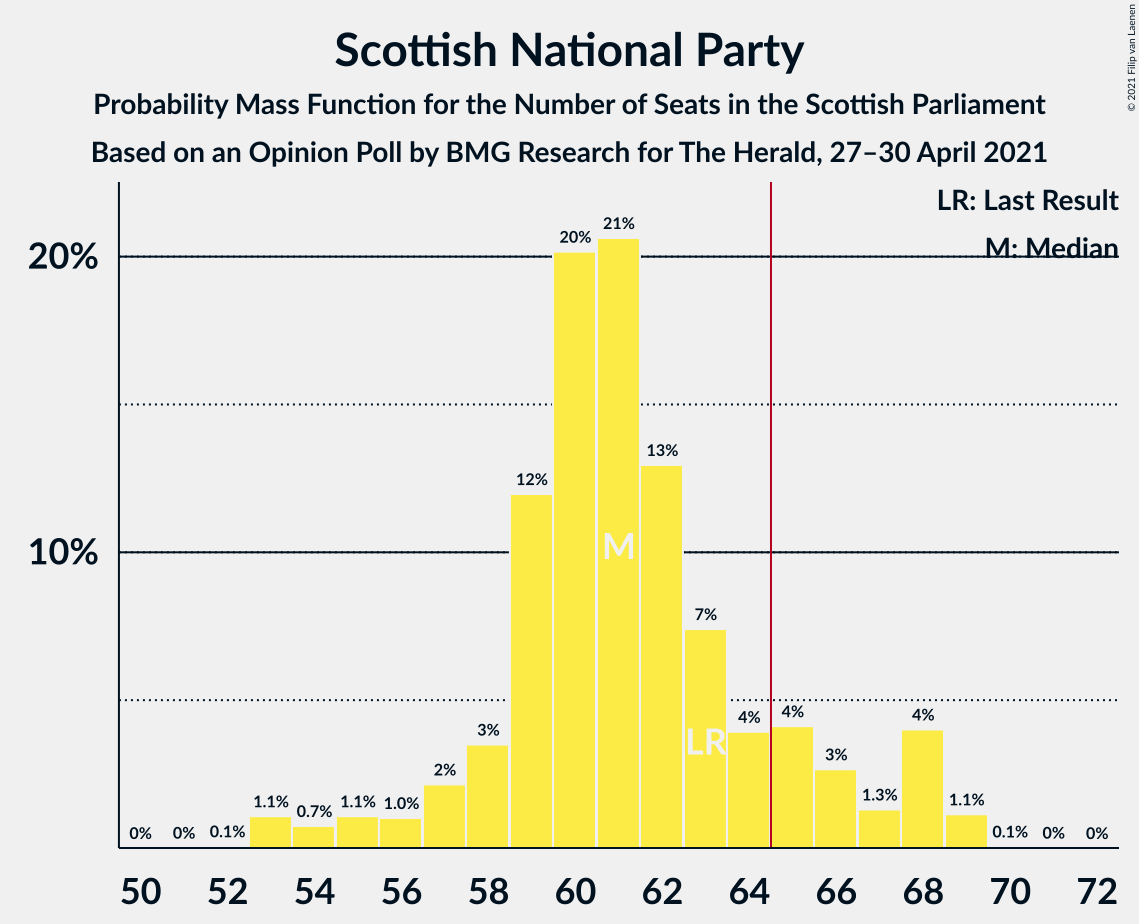 Scottish National Party
Probability Mass Function for the Number of Seats in the Scottish Parliament
Based on an Opinion Poll by BMG Research for The Herald, 27–30 April 2021
© 2021 Filip van Laenen
LR: Last Result
M: Median
20%
10%
0%
0%
0.1%
1.1%
0.7%
1.1%
1.0%
2%
3%
12%
20%
21%
13%
7%
4%
4%
3%
1.3%
4%
1.1%
0.1%
0%
0%
M
LR
50 52 54 56 58 60 62 64 66 68 70 72